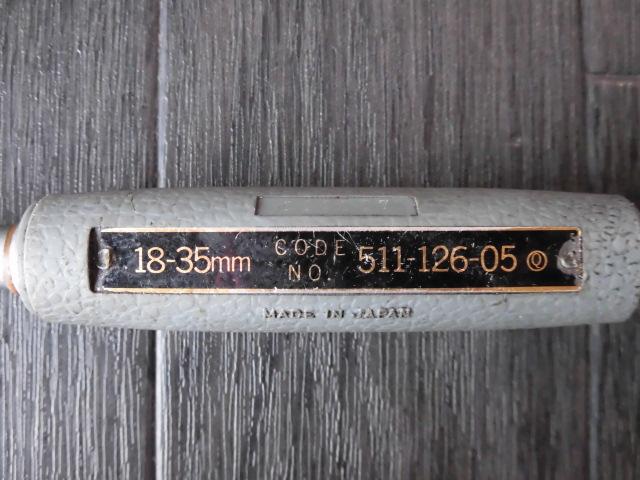 18-35mm CODE NO. 511-126-05 Q
MADE IN JAPAN